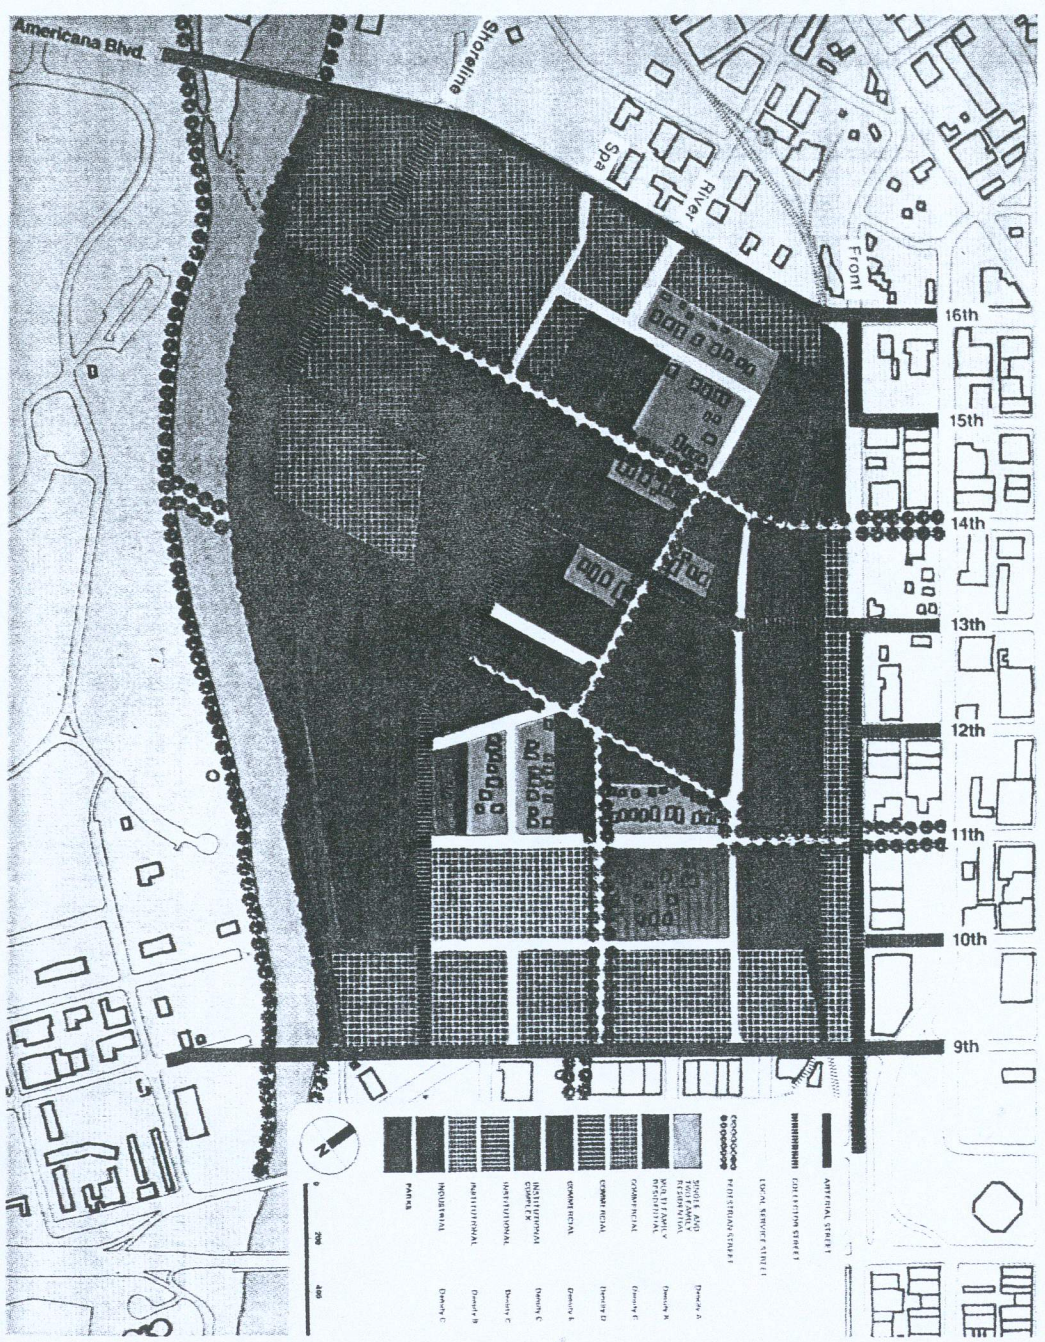 Americana Blvd.
Shoreline
Spa
River
Front
16th
15th
14th
13th
12th
11th
10th
9th
N
0
200
400
ARTERIAL STREET
COLLECTOR STREET
LOCAL SERVICE STREET
PEDESTRIAN STREET
SINGLE AND
TWO FAMILY
RESIDENTIAL Density A
MULTI FAMILY
RESIDENTIAL Density B
COMMERCIAL Density C
COMMERCIAL Density D
COMMERCIAL Density E
INSTITUTIONAL
COMPLEX Density C
INSTITUTIONAL Density C
INSTITUTIONAL Density B
INDUSTRIAL Density C
PARKS